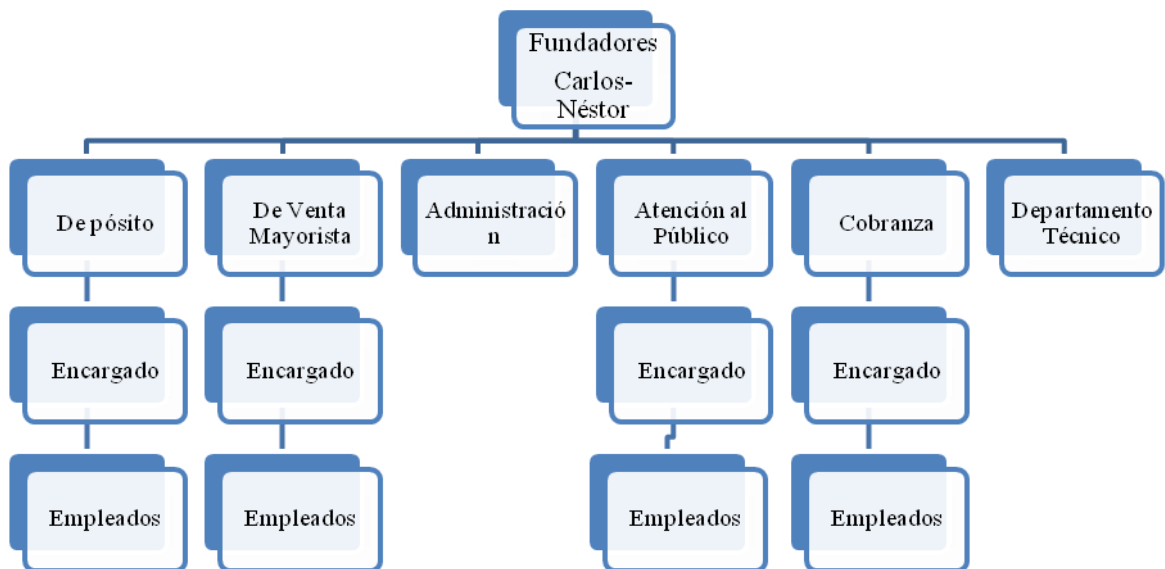 Fundadores
Carlos-
Néstor
De pósito
De Venta
Mayorista
Administració
n
Atención al
Público
Cobranza
Departamento
Técnico
Encargado
Encargado
Encargado
Encargado
Empleados
Empleados
Empleados
Empleados